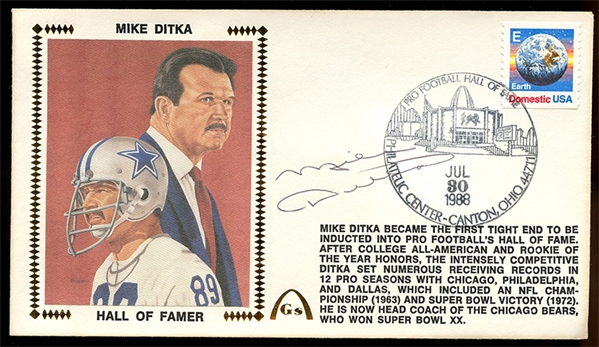 MIKE DITKA
89
HALL OF FAMER
Gs
E
Earth
Domestic USA
PRO FOOTBALL HALL OF FAME
JUL
30
1988
PHILATELIC CENTER-CANTON, OHIO 44711
Mike
Ditka
MIKE DITKA BECAME THE FIRST TIGHT END TO BE
INDUCTED INTO PRO FOOTBALL'S HALL OF FAME.
AFTER COLLEGE ALL-AMERICAN AND ROOKIE OF
THE YEAR HONORS, THE INTENSELY COMPETITIVE
DITKA SET NUMEROUS RECEIVING RECORDS IN
12 PRO SEASONS WITH CHICAGO, PHILADELPHIA,
AND DALLAS, WHICH INCLUDED AN NFL CHAM-
PIONSHIP (1963) AND SUPER BOWL VICTORY (1972).
HE IS NOW HEAD COACH OF THE CHICAGO BEARS,
WHO WON SUPER BOWL XX.